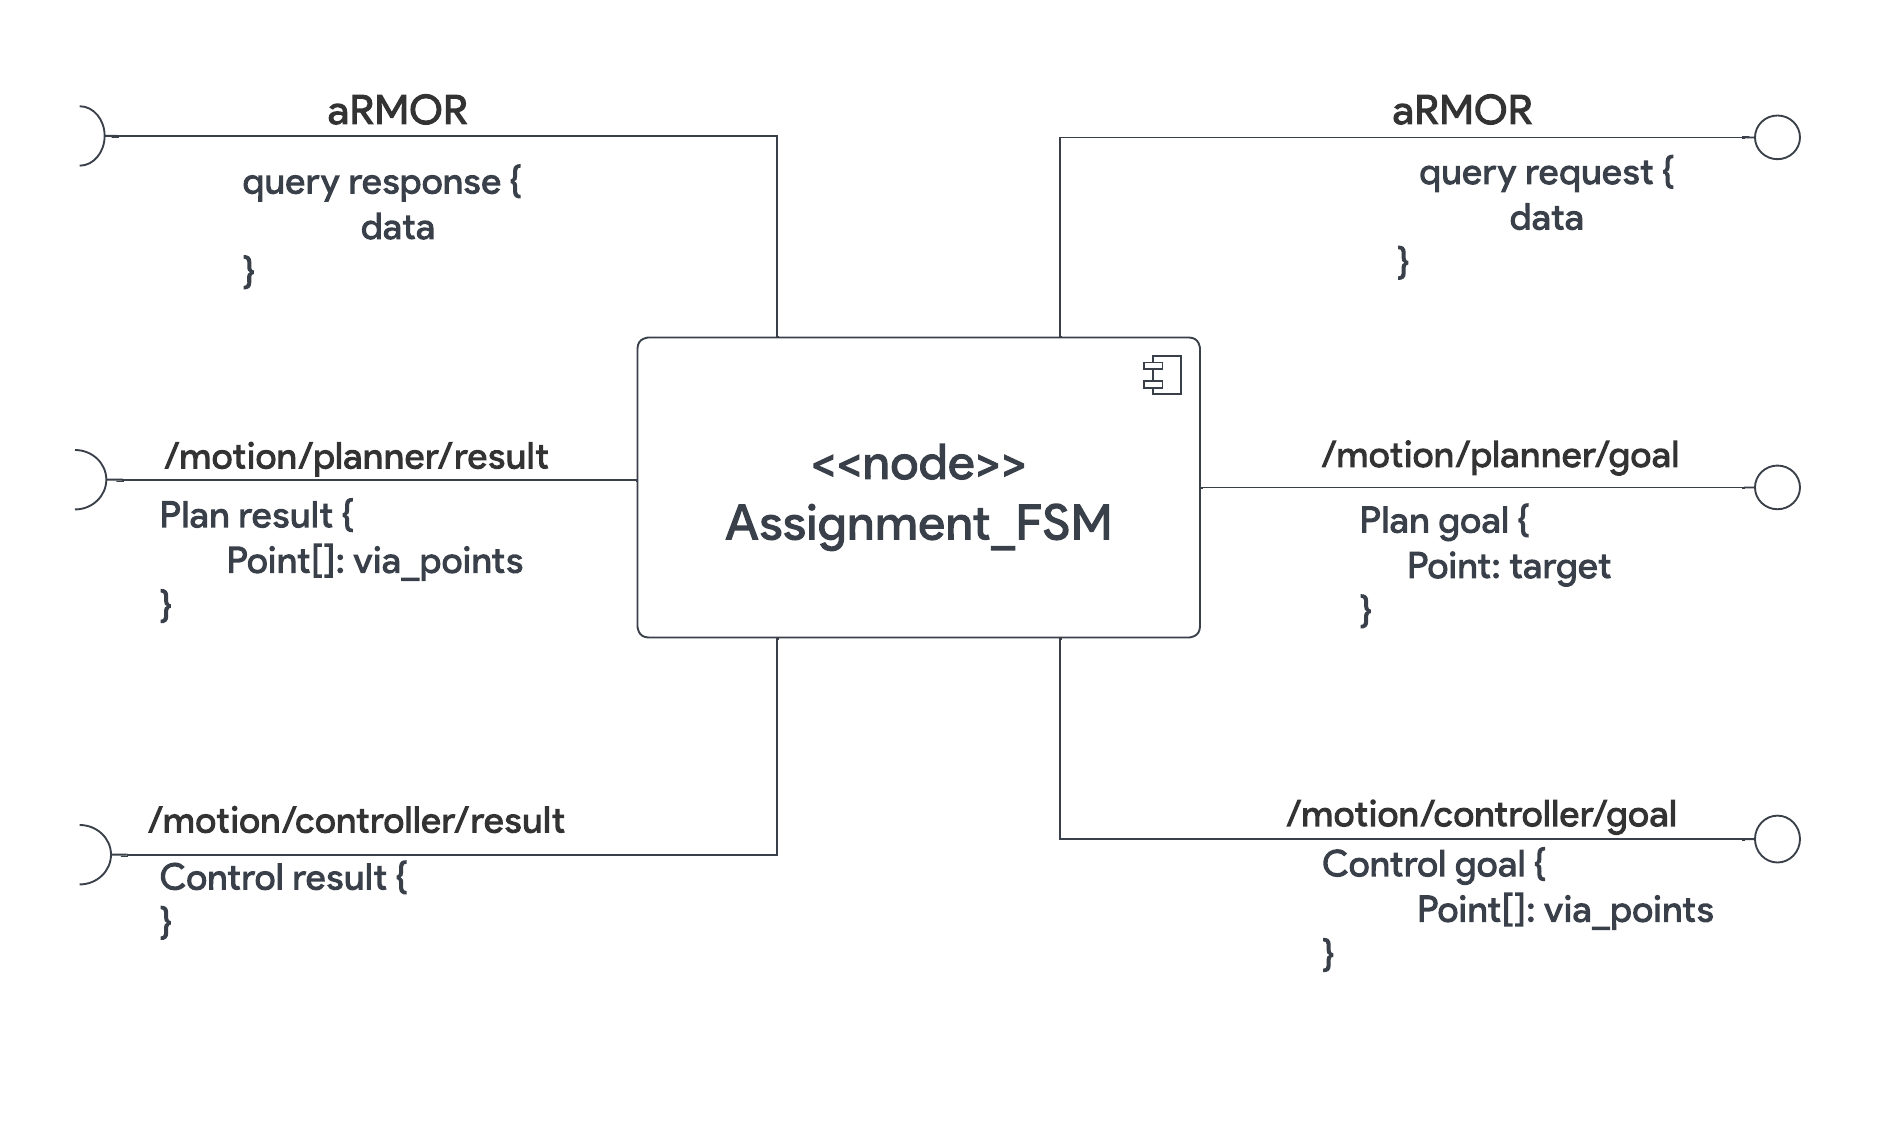 aRMOR
query response {
data
}
aRMOR
query request {
data
}
/motion/planner/result
Plan result {
Point[]: via_points
}
<<node>>
Assignment_FSM
/motion/planner/goal
Plan goal {
Point: target
}
/motion/controller/result
Control result {
}
/motion/controller/goal
Control goal {
Point[]: via_points
}